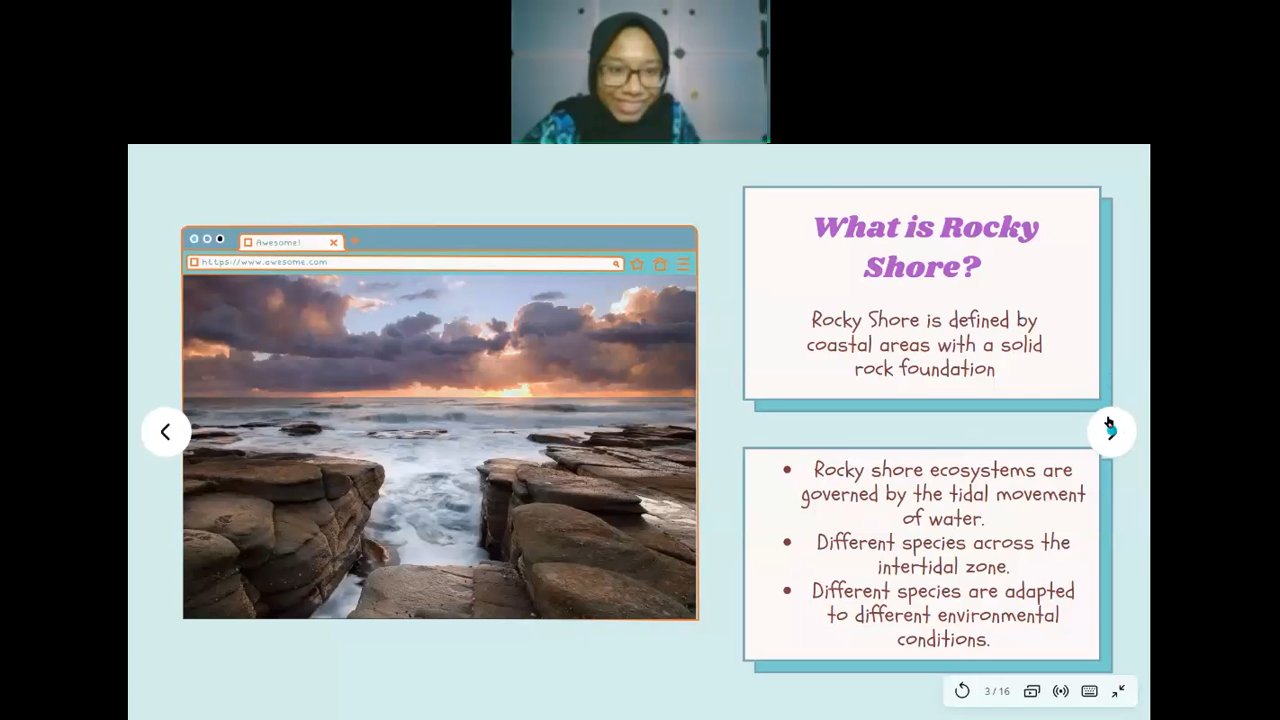 Awesome!
https://www.awesome.com
What is Rocky
Shore?
Rocky Shore is defined by
coastal areas with a solid
rock foundation
• Rocky shore ecosystems are
governed by the tidal movement
of water.
• Different species across the
intertidal zone.
• Different species are adapted
to different environmental
conditions.
3 / 16